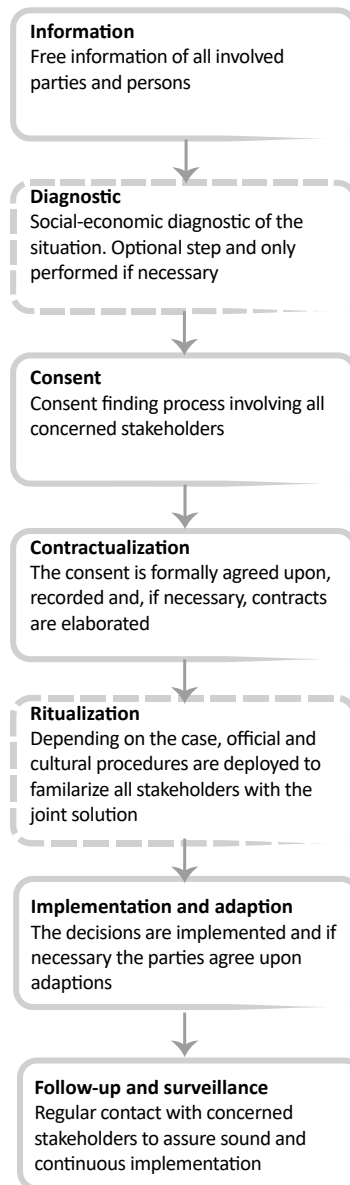 Information
Free information of all involved
parties and persons
Diagnostic
Social-economic diagnostic of the
situation. Optional step and only
performed if necessary
Consent
Consent finding process involving all
concerned stakeholders
Contractualization
The consent is formally agreed upon,
recorded and, if necessary, contracts
are elaborated
Ritualization
Depending on the case, official and
cultural procedures are deployed to
familarize all stakeholders with the
joint solution
Implementation and adaption
The decisions are implemented and if
necessary the parties agree upon
adaptions
Follow-up and surveillance
Regular contact with concerned
stakeholders to assure sound and
continuous implementation